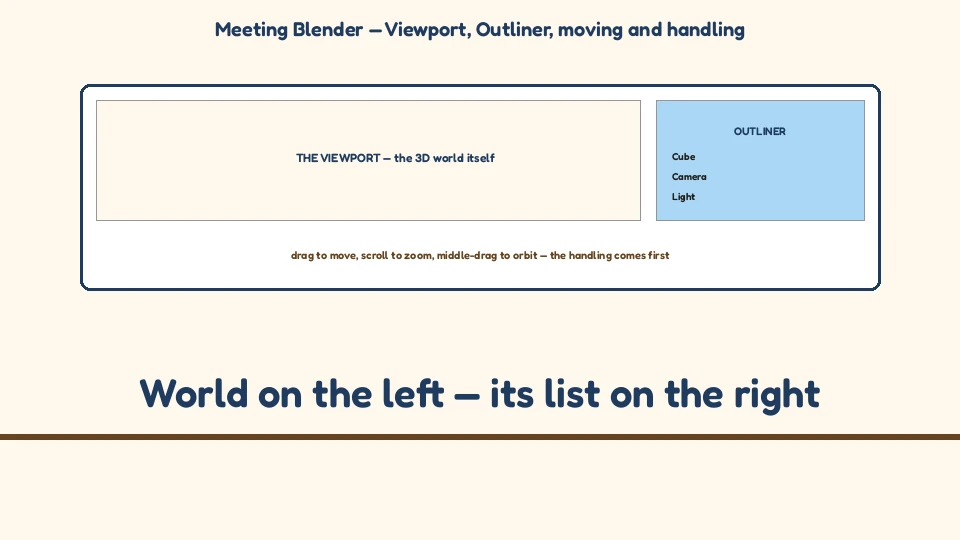 Meeting Blender — Viewport, Outliner, moving and handling
THE VIEWPORT — the 3D world itself
OUTLINER
Cube
Camera
Light
drag to move, scroll to zoom, middle-drag to orbit — the handling comes first
World on the left — its list on the right